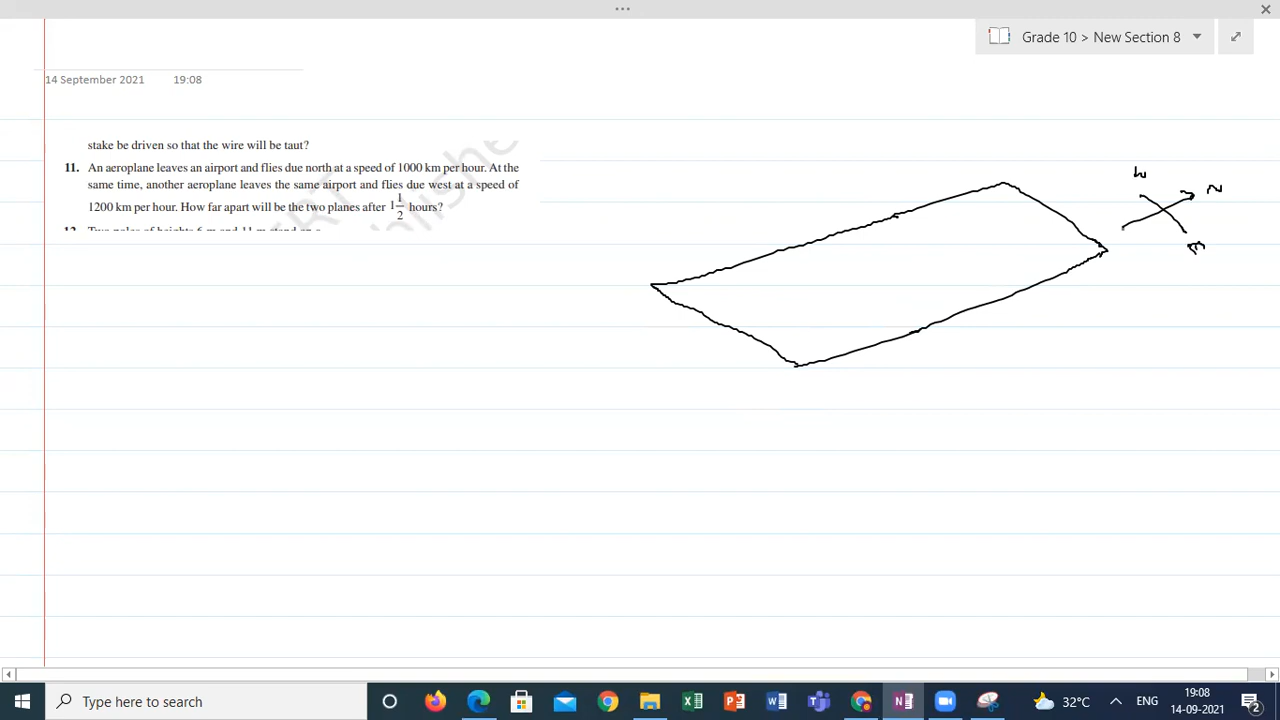 Grade 10 > New Section 8
14 September 2021 19:08
stake be driven so that the wire will be taut?
11. An aeroplane leaves an airport and flies due north at a speed of 1000 km per hour. At the
same time, another aeroplane leaves the same airport and flies due west at a speed of
1200 km per hour. How far apart will be the two planes after 1 1/2 hours?
W
N
E
Type here to search
32°C
ENG
19:08
14-09-2021
2